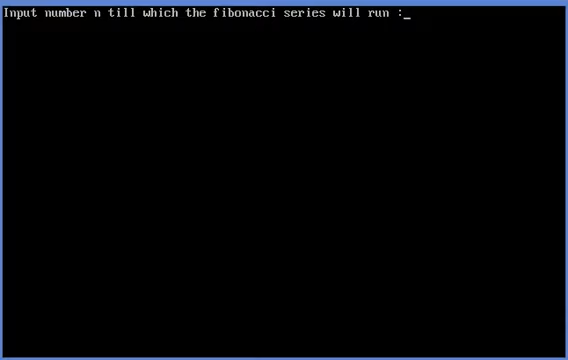 Input number n till which the fibonacci series will run :_